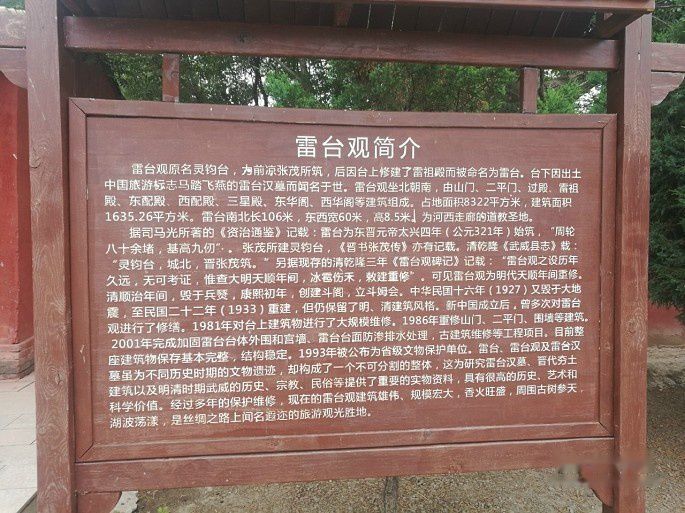 雷台观简介
雷台观原名灵钧台，为前凉张茂所筑，后因台上修建了雷祖殿而被命名为雷台。台下因出土
中国旅游标志马踏飞燕的雷台汉墓而闻名于世。雷台观坐北朝南，由山门、二平门、过殿、雷祖
殿、东配殿、西配殿、三星殿、东华阁、西华阁等建筑组成。占地面积8322平方米，建筑面积
1635.26平方米。雷台南北长106米，东西宽60米，高8.5米，为河西走廊的道教圣地。
据司马光所著的《资治通鉴》记载：雷台为东晋元帝太兴四年（公元321年）始筑，"周轮
八十余堵，基高九仞"。张茂所建灵钧台，《晋书张茂传》亦有记载。清乾隆《武威县志》载：
"灵钧台，城北，晋张茂筑。"另据现存的清乾隆三年《雷台观碑记》记载："雷台观之设历年
久远，无可考证，惟查大明天顺年间，冰雹伤禾，敕建重修"。可见雷台观为明代天顺年间重修。
清顺治年间，毁于兵燹，康熙初年，创建斗阁，立斗姆会。中华民国十六年（1927）又毁于大地
震，至民国二十二年（1933）重建，但仍保留了明、清建筑风格。新中国成立后，曾多次对雷台
观进行了修缮。1981年对台上建筑物进行了大规模维修。1986年重修山门、二平门、围墙等建筑。
2001年完成加固雷台台体外围和宫墙、雷台台面防渗排水处理，古建筑维修等工程项目。目前整
座建筑物保存基本完整，结构稳定。1993年被公布为省级文物保护单位。雷台、雷台观及雷台汉
墓虽为不同历史时期的文物遗迹，却构成了一个不可分割的整体，这为研究雷台汉墓、晋代夯土
建筑以及明清时期武威的历史、宗教、民俗等提供了重要的实物资料，具有很高的历史、艺术和
科学价值。经过多年的保护维修，现在的雷台观建筑雄伟、规模宏大，香火旺盛，周围古树参天，
湖波荡漾，是丝绸之路上闻名遐迩的旅游观光胜地。